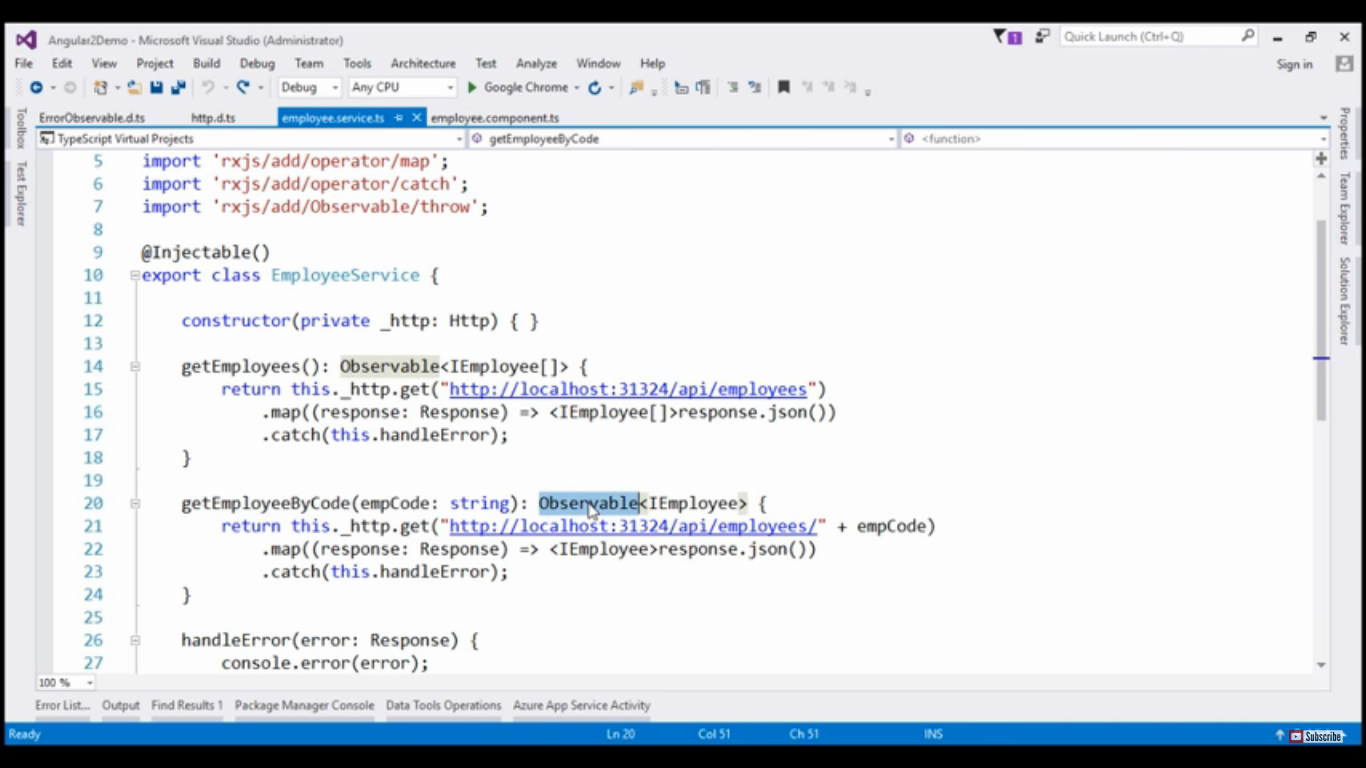 Angular2Demo - Microsoft Visual Studio (Administrator)
1
Quick Launch (Ctrl+Q)
File Edit View Project Build Debug Team Tools Architecture Test Analyze Window Help
Sign in
Debug Any CPU Google Chrome
ErrorObservable.d.ts http.d.ts employee.service.ts employee.component.ts
TypeScript Virtual Projects getEmployeeByCode <function>
Toolbox
Test Explorer
5 import 'rxjs/add/operator/map';
6 import 'rxjs/add/operator/catch';
7 import 'rxjs/add/Observable/throw';
8
9 @Injectable()
10 export class EmployeeService {
11
12 constructor(private _http: Http) { }
13
14 getEmployees(): Observable<IEmployee[]> {
15 return this._http.get("http://localhost:31324/api/employees")
16 .map((response: Response) => <IEmployee[]>response.json())
17 .catch(this.handleError);
18 }
19
20 getEmployeeByCode(empCode: string): Observable<IEmployee> {
21 return this._http.get("http://localhost:31324/api/employees/" + empCode)
22 .map((response: Response) => <IEmployee>response.json())
23 .catch(this.handleError);
24 }
25
26 handleError(error: Response) {
27 console.error(error);
Properties
Team Explorer
Solution Explorer
100 %
Error List... Output Find Results 1 Package Manager Console Data Tools Operations Azure App Service Activity
Ready Ln 20 Col 51 Ch 51 INS Subscribe